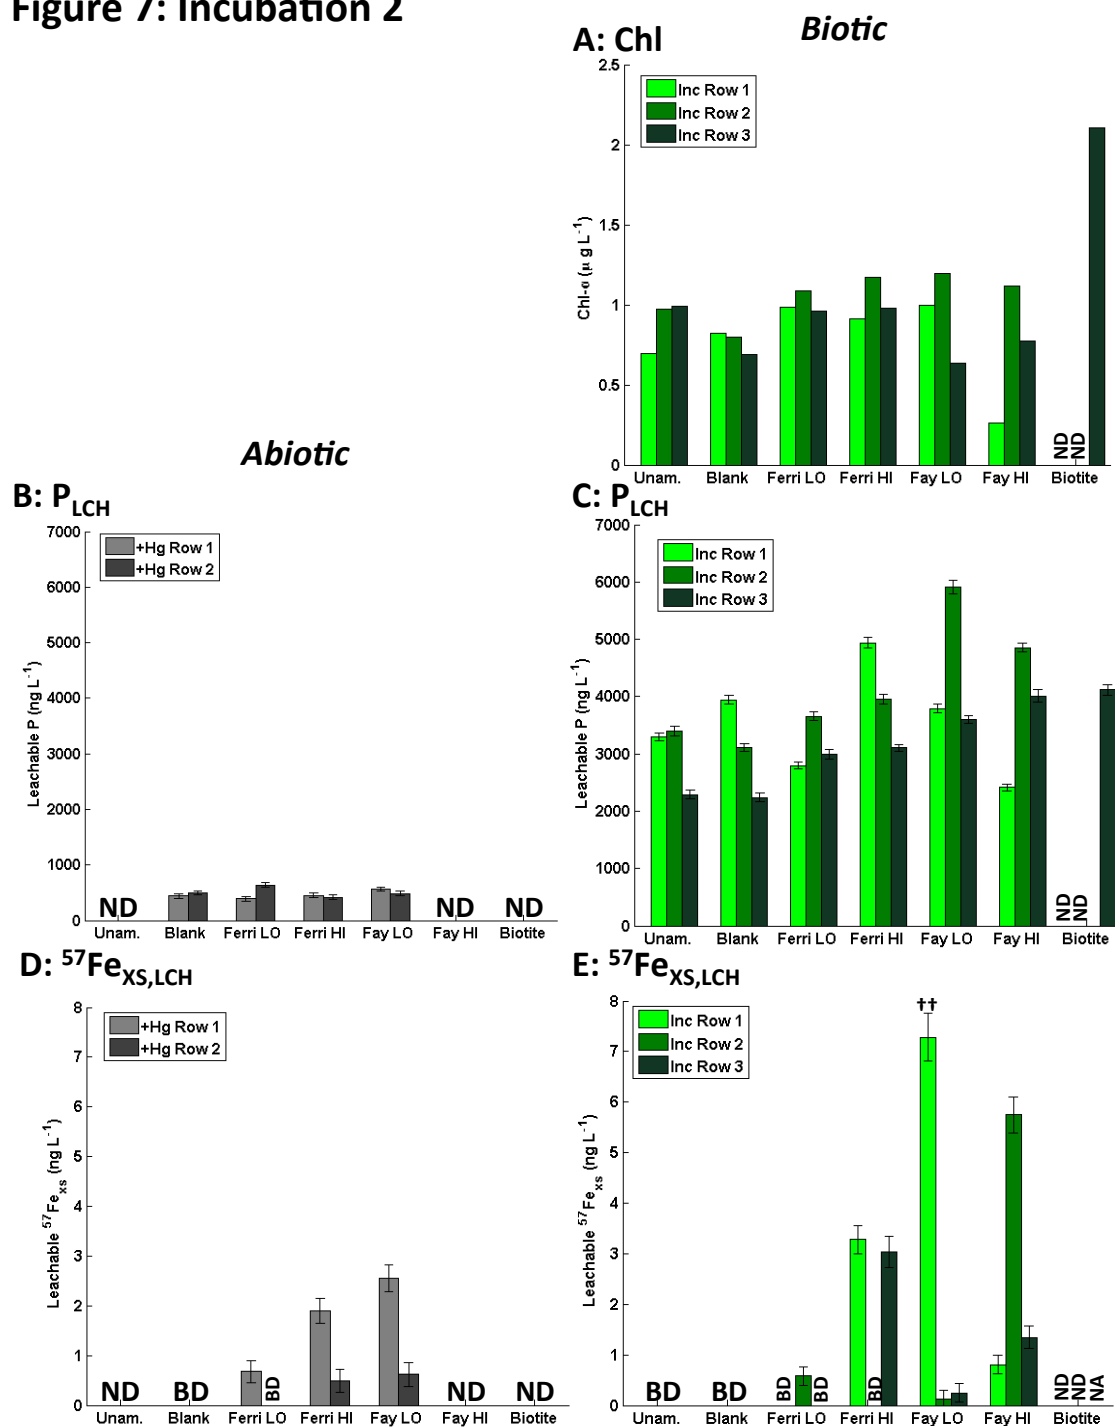 Figure 7: Incubation 2
Biotic
A: Chl
2.5
2
1.5
1
0.5
0
Chl-α (μ g L⁻¹)
Inc Row 1
Inc Row 2
Inc Row 3
ND
ND
Unam. Blank Ferri LO Ferri HI Fay LO Fay HI Biotite
Abiotic
B: P_LCH
7000
6000
5000
4000
3000
2000
1000
0
Leachable P (ng L⁻¹)
+Hg Row 1
+Hg Row 2
ND ND ND
Unam. Blank Ferri LO Ferri HI Fay LO Fay HI Biotite
C: P_LCH
7000
6000
5000
4000
3000
2000
1000
0
Leachable P (ng L⁻¹)
Inc Row 1
Inc Row 2
Inc Row 3
ND
ND
Unam. Blank Ferri LO Ferri HI Fay LO Fay HI Biotite
D: ⁵⁷Fe_XS,LCH
8
7
6
5
4
3
2
1
0
Leachable ⁵⁷Fe_xs (ng L⁻¹)
+Hg Row 1
+Hg Row 2
ND BD BD ND ND
Unam. Blank Ferri LO Ferri HI Fay LO Fay HI Biotite
E: ⁵⁷Fe_XS,LCH
8
7
6
5
4
3
2
1
0
Leachable ⁵⁷Fe_xs (ng L⁻¹)
Inc Row 1
Inc Row 2
Inc Row 3
††
BD BD BD BD BD ND ND NA
Unam. Blank Ferri LO Ferri HI Fay LO Fay HI Biotite